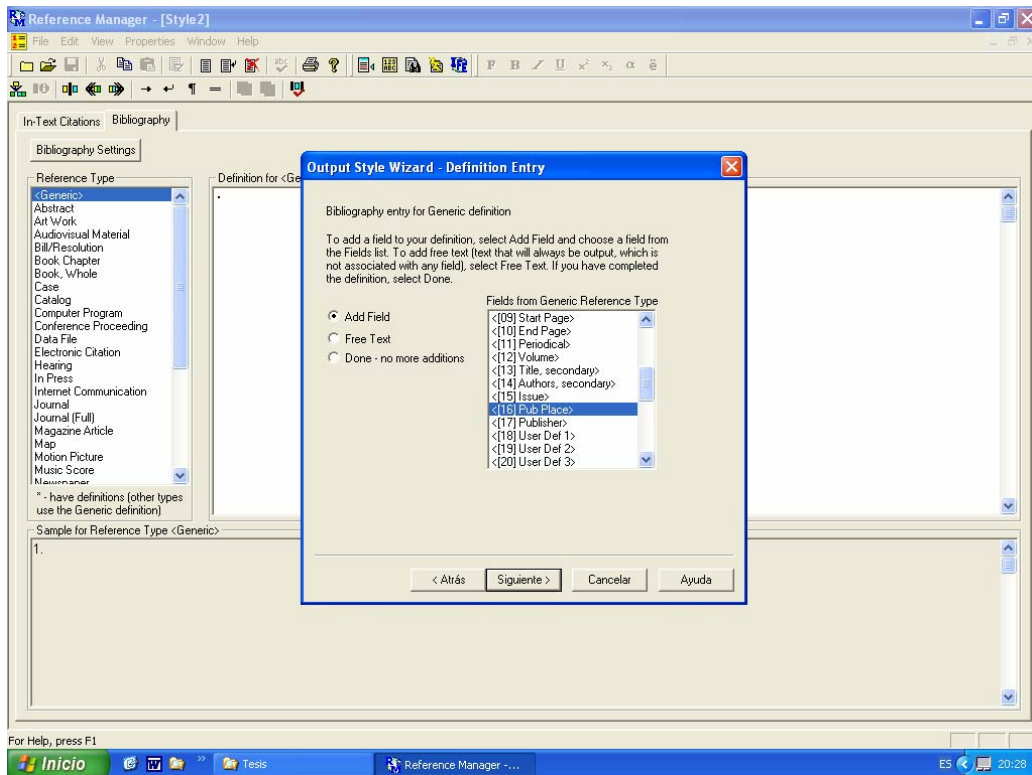 Reference Manager - [Style2]
File Edit View Properties Window Help
In-Text Citations Bibliography
Bibliography Settings
Reference Type
<Generic>
Abstract
Art Work
Audiovisual Material
Bill/Resolution
Book Chapter
Book, Whole
Case
Catalog
Computer Program
Conference Proceeding
Data File
Electronic Citation
Hearing
In Press
Internet Communication
Journal
Journal (Full)
Magazine Article
Map
Motion Picture
Music Score
Newspaper
* - have definitions (other types
use the Generic definition)
Definition for <Ge
.
Output Style Wizard - Definition Entry
Bibliography entry for Generic definition
To add a field to your definition, select Add Field and choose a field from
the Fields list. To add free text (text that will always be output, which is
not associated with any field), select Free Text. If you have completed
the definition, select Done.
Add Field
Free Text
Done - no more additions
Fields from Generic Reference Type
<[09] Start Page>
<[10] End Page>
<[11] Periodical>
<[12] Volume>
<[13] Title, secondary>
<[14] Authors, secondary>
<[15] Issue>
<[16] Pub Place>
<[17] Publisher>
<[18] User Def 1>
<[19] User Def 2>
<[20] User Def 3>
< Atrás Siguiente > Cancelar Ayuda
Sample for Reference Type <Generic>
1.
For Help, press F1
Inicio Tesis Reference Manager -... ES 20:28